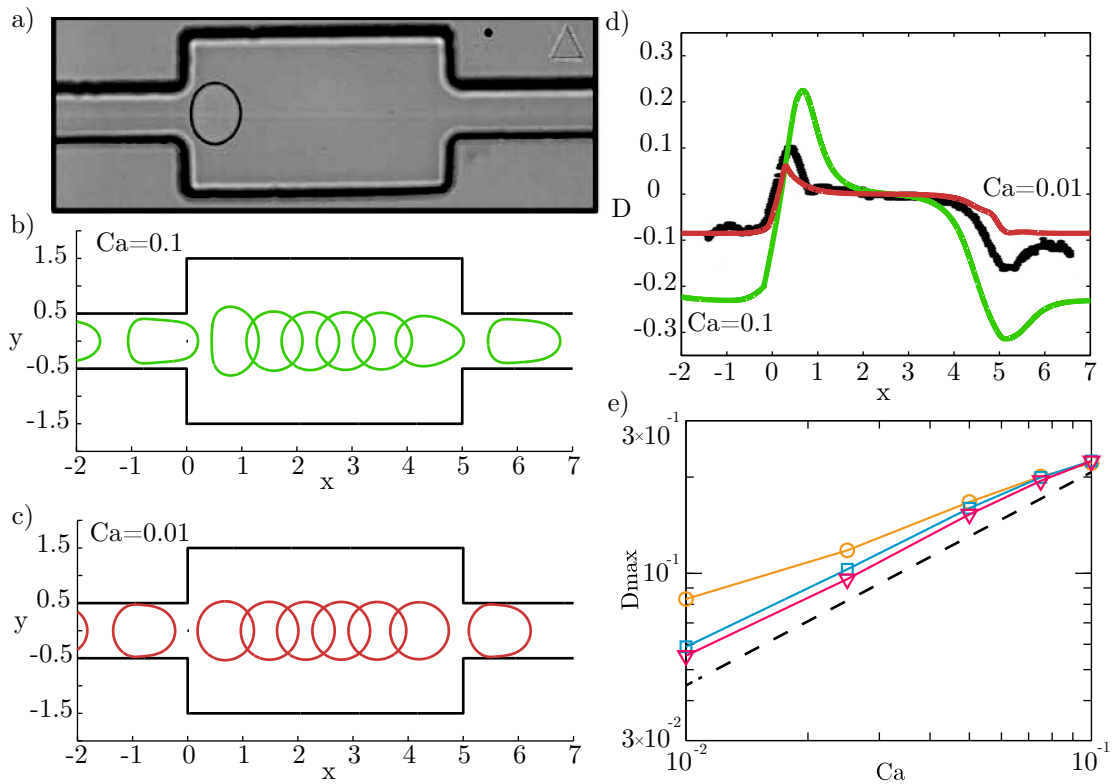 a)
b)
Ca=0.1
1.5
0.5
y
-0.5
-1.5
-2 -1 0 1 2 3 4 5 6 7
x
c)
Ca=0.01
1.5
0.5
y
-0.5
-1.5
-2 -1 0 1 2 3 4 5 6 7
x
d)
0.3
0.2
0.1
0
D
-0.1
-0.2
-0.3
Ca=0.01
Ca=0.1
-2 -1 0 1 2 3 4 5 6 7
x
e)
3×10⁻¹
10⁻¹
Dmax
3×10⁻²
10⁻² 10⁻¹
Ca